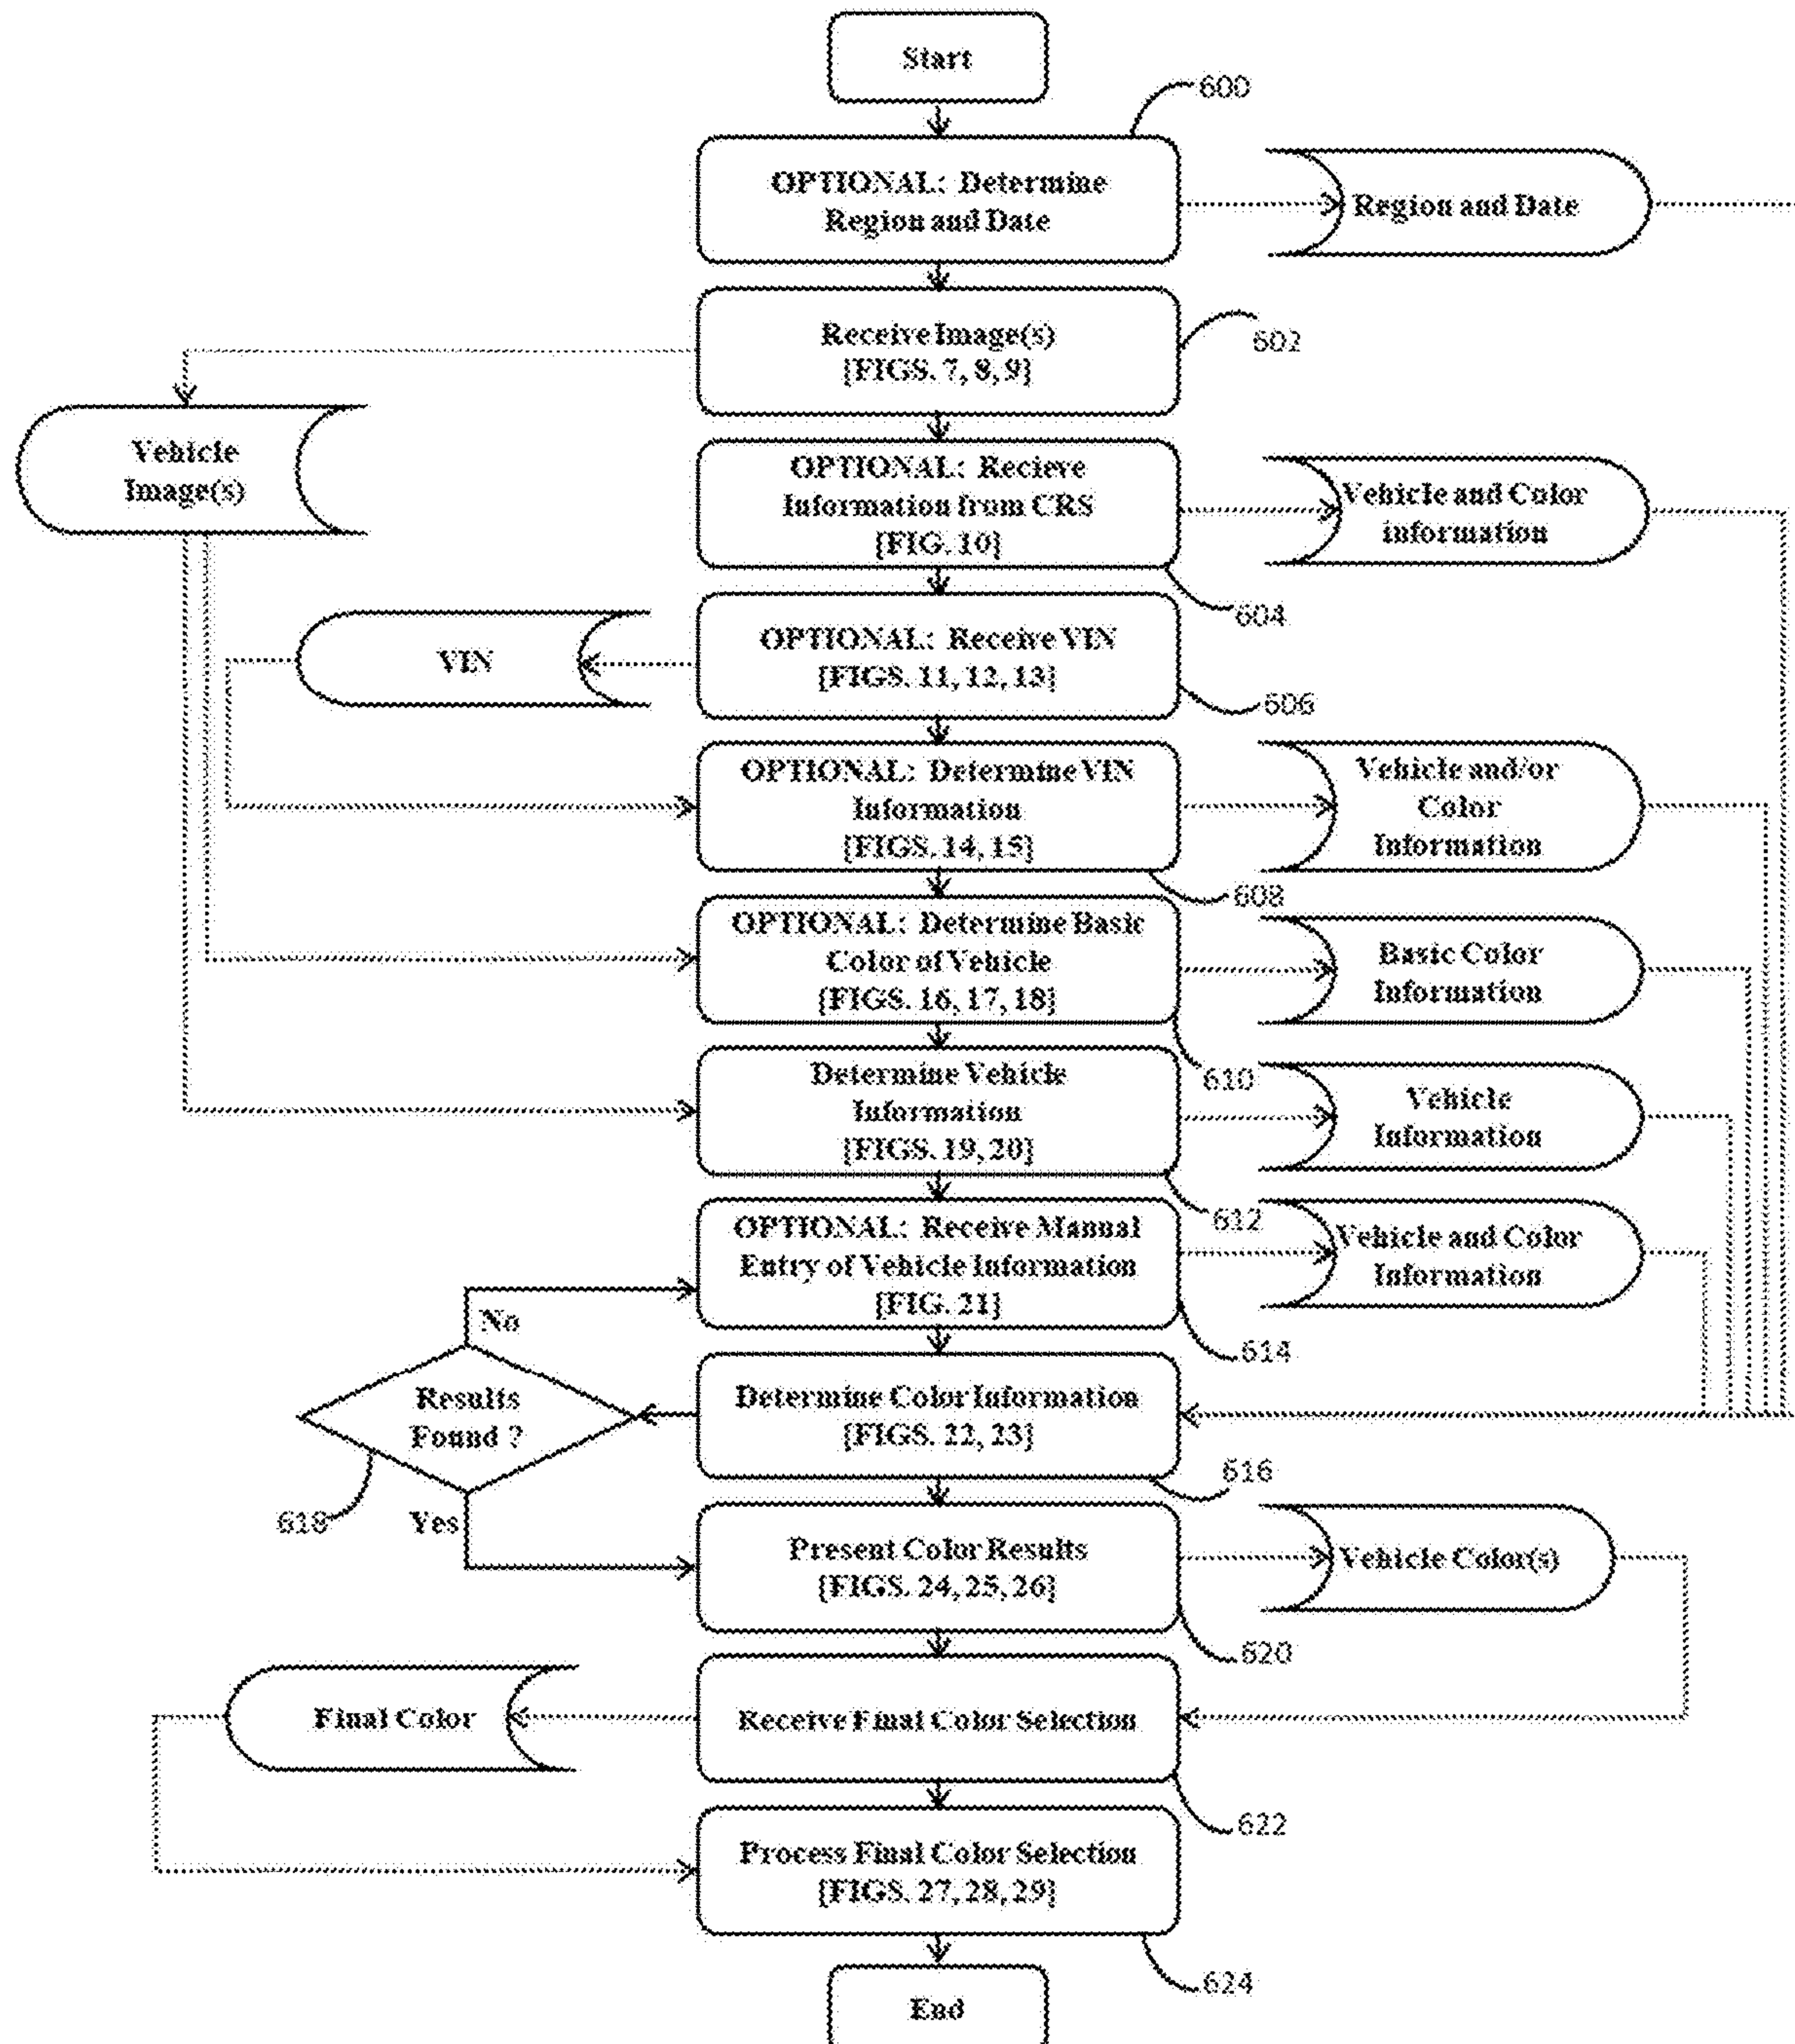 Start
600
OPTIONAL: Determine
Region and Date
Region and Date
Receive Image(s)
[FIGS. 7, 8, 9]
602
Vehicle
Image(s)
OPTIONAL: Recieve
Information from CRS
[FIG. 10]
Vehicle and Color
information
604
VIN
OPTIONAL: Receive VIN
[FIGS. 11, 12, 13]
606
OPTIONAL: Determine VIN
Information
[FIGS. 14, 15]
Vehicle and/or
Color
Information
608
OPTIONAL: Determine Basic
Color of Vehicle
[FIGS. 16, 17, 18]
Basic Color
Information
610
Determine Vehicle
Information
[FIGS. 19, 20]
Vehicle
Information
612
OPTIONAL: Receive Manual
Entry of Vehicle Information
[FIG. 21]
Vehicle and Color
Information
614
No
Results
Found ?
618
Yes
Determine Color Information
[FIGS. 22, 23]
616
Present Color Results
[FIGS. 24, 25, 26]
Vehicle Color(s)
620
Final Color
Receive Final Color Selection
622
Process Final Color Selection
[FIGS. 27, 28, 29]
624
End